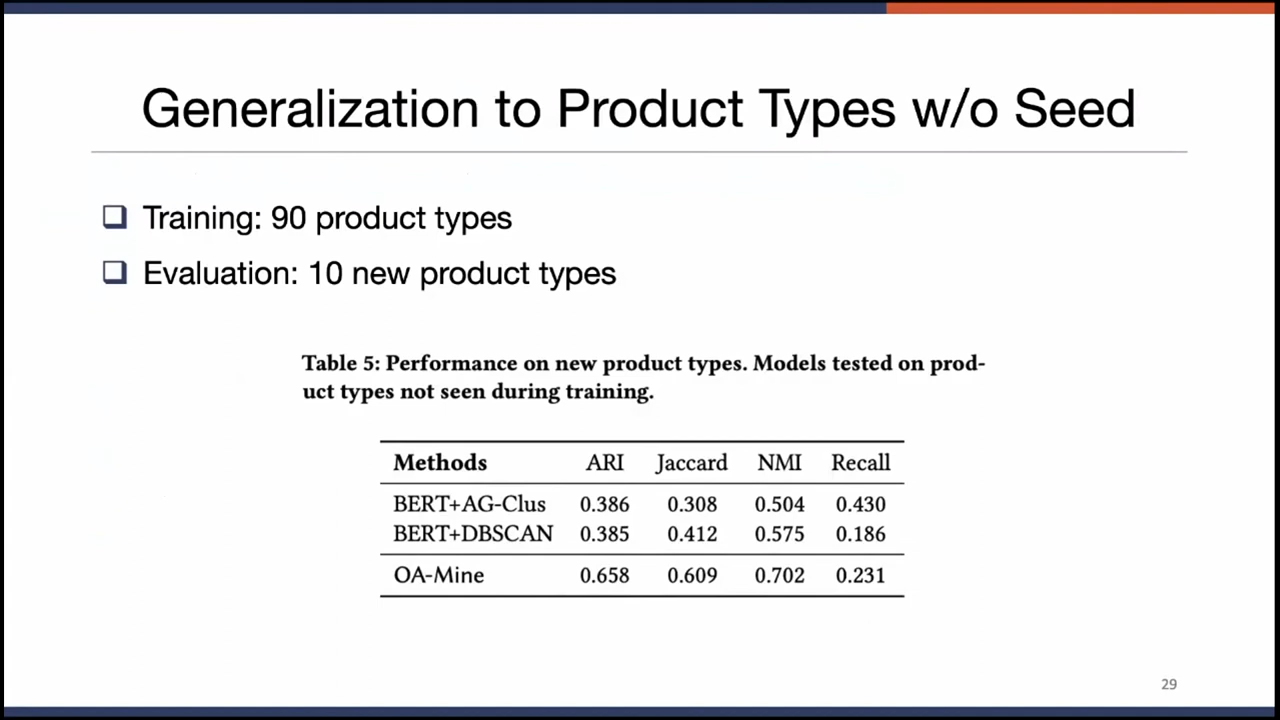 Generalization to Product Types w/o Seed
Training: 90 product types
Evaluation: 10 new product types
Table 5: Performance on new product types. Models tested on prod-
uct types not seen during training.
Methods ARI Jaccard NMI Recall
BERT+AG-Clus 0.386 0.308 0.504 0.430
BERT+DBSCAN 0.385 0.412 0.575 0.186
OA-Mine 0.658 0.609 0.702 0.231
29